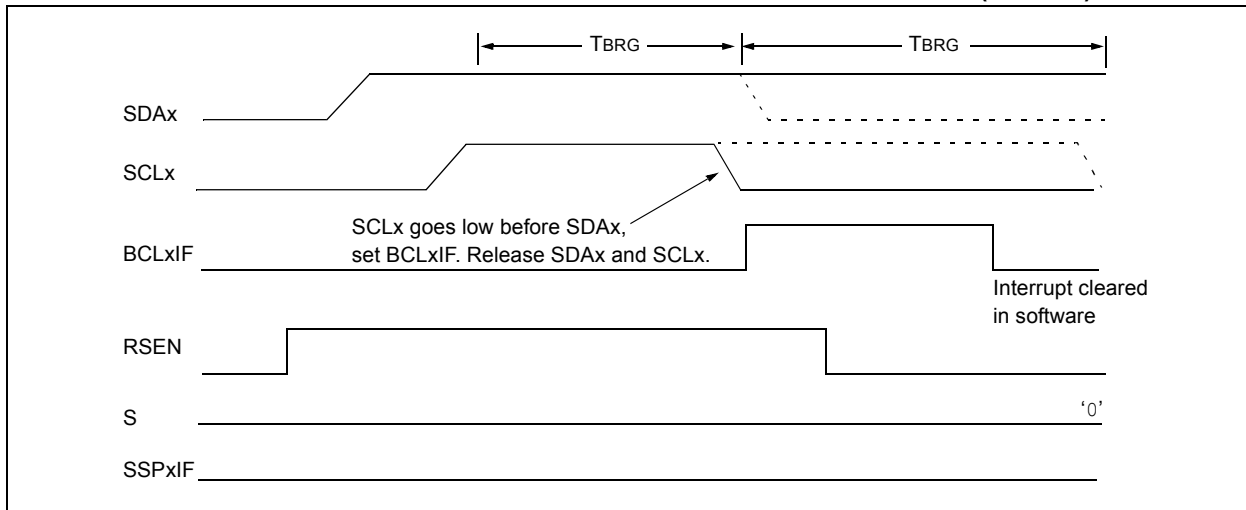 TBRG TBRG
SDAx
SCLx
SCLx goes low before SDAx,
set BCLxIF. Release SDAx and SCLx.
BCLxIF
Interrupt cleared
in software
RSEN
S
‘0’
SSPxIF